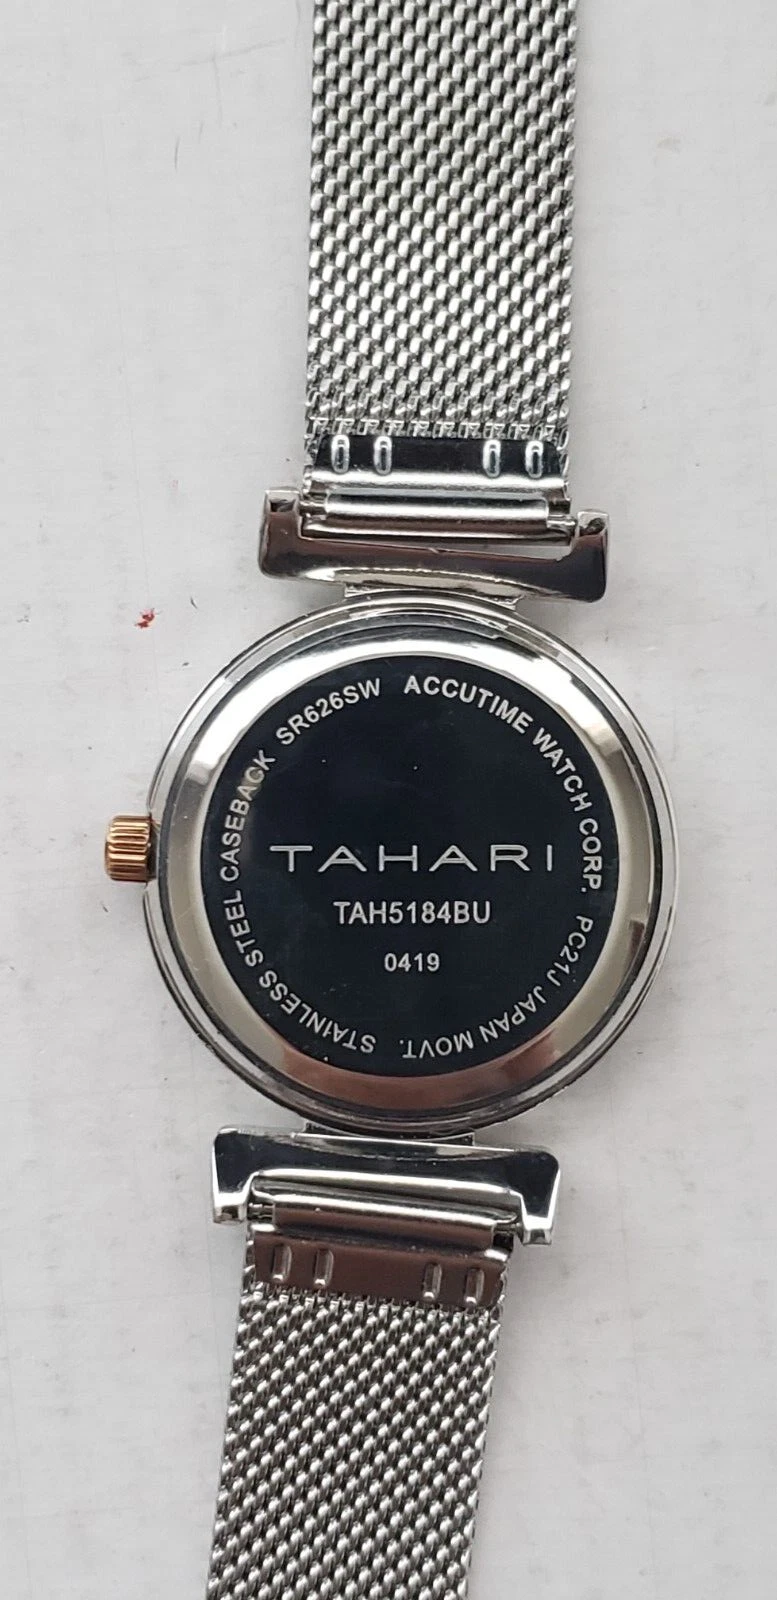 TAHARI
TAH5184BU
0419
STAINLESS STEEL CASEBACK SR626SW ACCUTIME WATCH CORP. PC21J JAPAN MOVT.